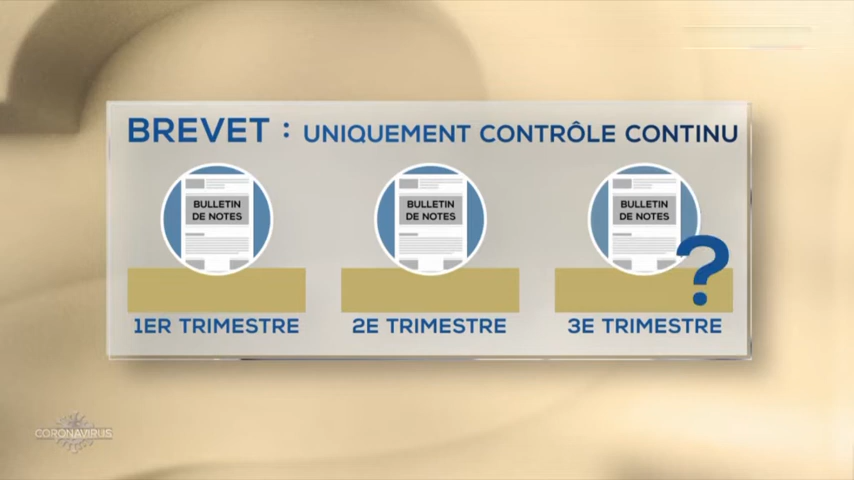 BREVET : UNIQUEMENT CONTRÔLE CONTINU
BULLETIN
DE NOTES
BULLETIN
DE NOTES
BULLETIN
DE NOTES
?
1ER TRIMESTRE
2E TRIMESTRE
3E TRIMESTRE
CORONAVIRUS